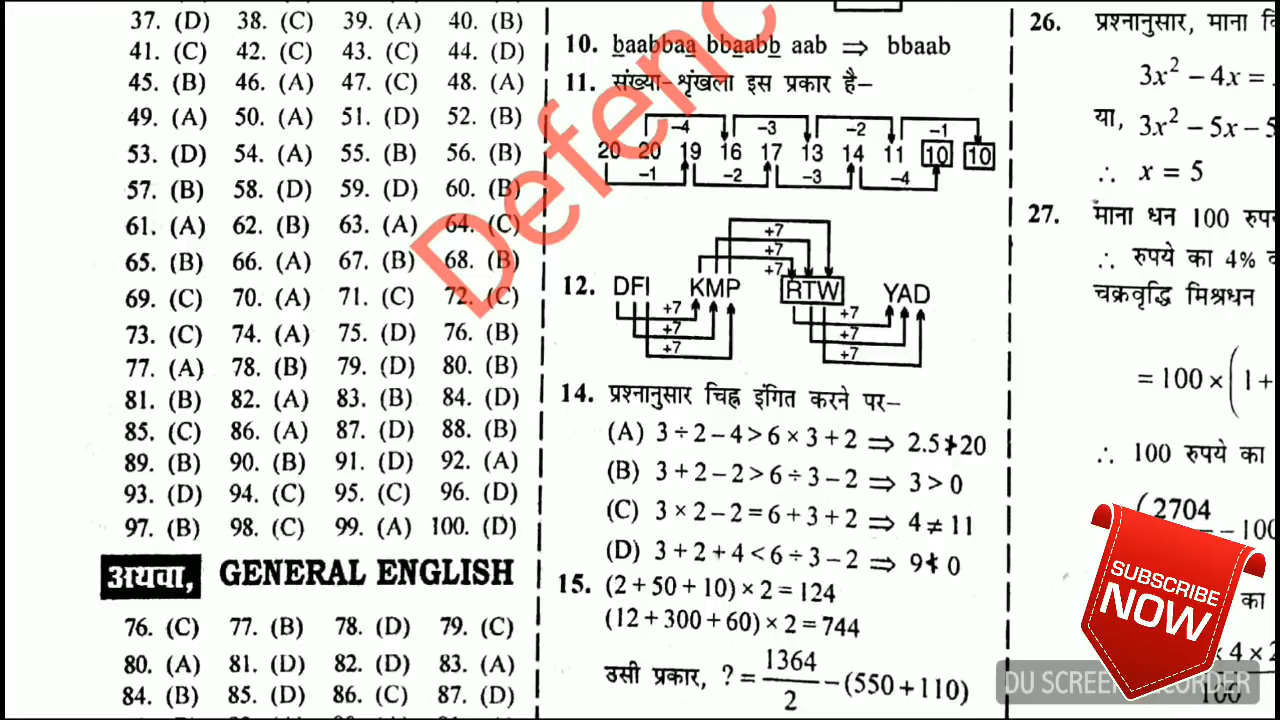 37. (D) 38. (C) 39. (A) 40. (B)
41. (C) 42. (C) 43. (C) 44. (D)
45. (B) 46. (A) 47. (C) 48. (A)
49. (A) 50. (A) 51. (D) 52. (B)
53. (D) 54. (A) 55. (B) 56. (B)
57. (B) 58. (D) 59. (D) 60. (B)
61. (A) 62. (B) 63. (A) 64. (C)
65. (B) 66. (A) 67. (B) 68. (B)
69. (C) 70. (A) 71. (C) 72. (C)
73. (C) 74. (A) 75. (D) 76. (B)
77. (A) 78. (B) 79. (D) 80. (B)
81. (B) 82. (A) 83. (B) 84. (D)
85. (C) 86. (A) 87. (D) 88. (B)
89. (B) 90. (B) 91. (D) 92. (A)
93. (D) 94. (C) 95. (C) 96. (D)
97. (B) 98. (C) 99. (A) 100. (D)
अथवा, GENERAL ENGLISH
76. (C) 77. (B) 78. (D) 79. (C)
80. (A) 81. (D) 82. (D) 83. (A)
84. (B) 85. (D) 86. (C) 87. (D)
Defenc
10. baabbaa bbaabb aab ⇒ bbaab
11. संख्या-शृंखला इस प्रकार है–
–4 –3 –2 –1
20 20 19 16 17 13 14 11 10 10
–1 –2 –3 –4
+7
+7
+7
12. DFI KMP RTW YAD
+7 +7
+7 +7
+7 +7
14. प्रश्नानुसार चिह्न इंगित करने पर–
(A) 3 ÷ 2 – 4 > 6 × 3 + 2 ⇒ 2.5 ≯ 20
(B) 3 + 2 – 2 > 6 ÷ 3 – 2 ⇒ 3 > 0
(C) 3 × 2 – 2 = 6 + 3 + 2 ⇒ 4 ≠ 11
(D) 3 + 2 + 4 < 6 ÷ 3 – 2 ⇒ 9 ≮ 0
15. (2 + 50 + 10) × 2 = 124
(12 + 300 + 60) × 2 = 744
उसी प्रकार, ? = 1364/2 – (550 + 110)
26. प्रश्नानुसार, माना
3x² – 4x =
या, 3x² – 5x – 5
∴ x = 5
27. माना धन 100
∴ रुपये का 4%
चक्रवृद्धि मिश्रधन
= 100 × (1 +
∴ 100 रुपये का
(2704 – 100
का
× 4 × 2
100
SUBSCRIBE
NOW
DU SCREEN RECORDER